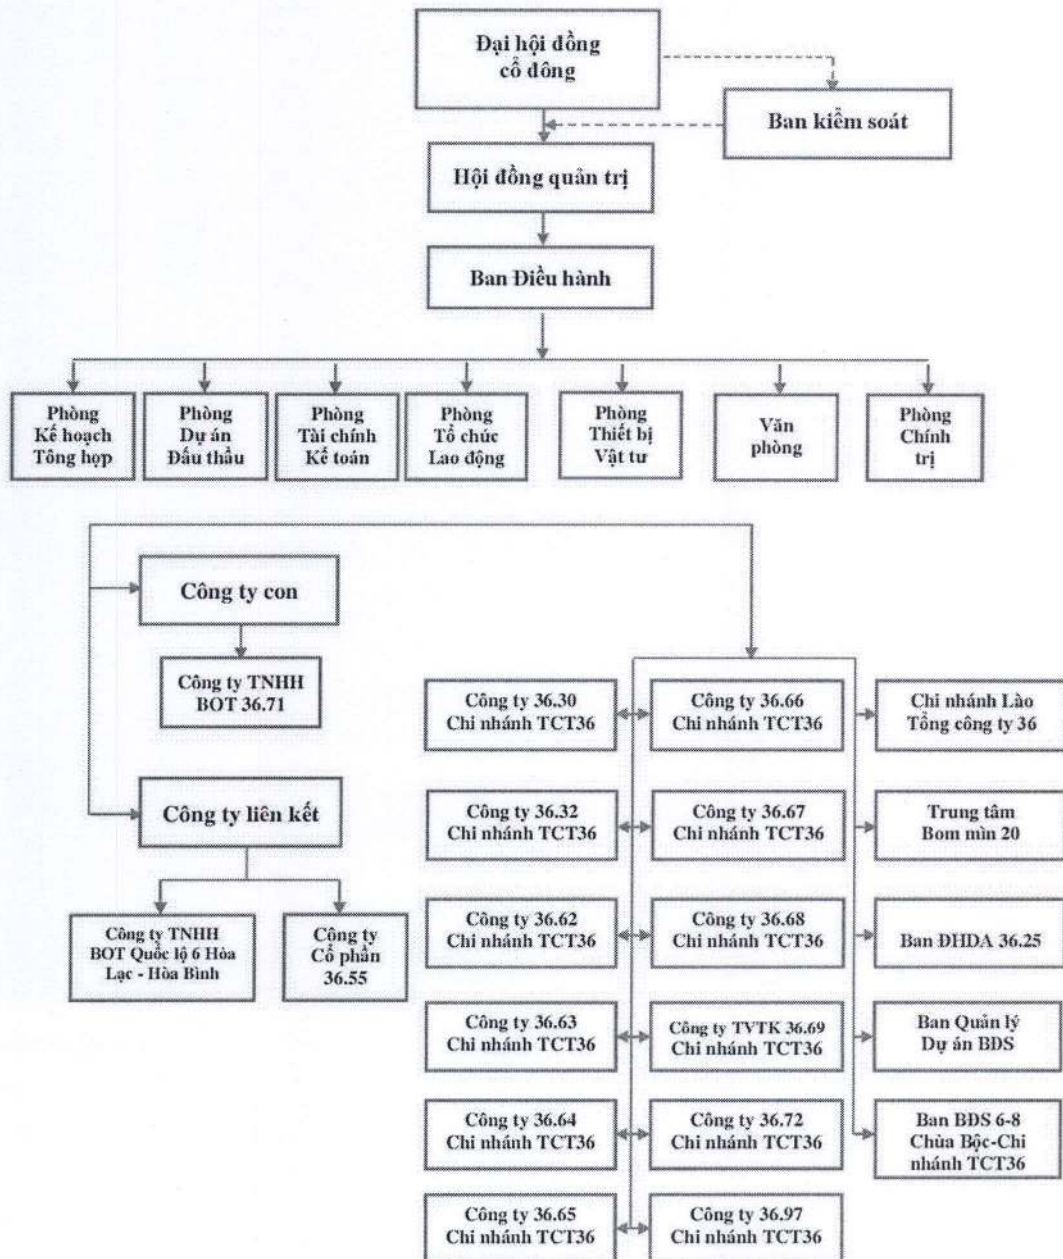 Đại hội đồng
cổ đông
Ban kiểm soát
Hội đồng quản trị
Ban Điều hành
Phòng
Kế hoạch
Tổng hợp
Phòng
Dự án
Đấu thầu
Phòng
Tài chính
Kế toán
Phòng
Tổ chức
Lao động
Phòng
Thiết bị
Vật tư
Văn
phòng
Phòng
Chính
trị
Công ty con
Công ty TNHH
BOT 36.71
Công ty liên kết
Công ty TNHH
BOT Quốc lộ 6 Hòa
Lạc - Hòa Bình
Công ty
Cổ phần
36.55
Công ty 36.30
Chi nhánh TCT36
Công ty 36.66
Chi nhánh TCT36
Chi nhánh Lào
Tổng công ty 36
Công ty 36.32
Chi nhánh TCT36
Công ty 36.67
Chi nhánh TCT36
Trung tâm
Bom mìn 20
Công ty 36.62
Chi nhánh TCT36
Công ty 36.68
Chi nhánh TCT36
Ban ĐHDA 36.25
Công ty 36.63
Chi nhánh TCT36
Công ty TVTK 36.69
Chi nhánh TCT36
Ban Quản lý
Dự án BĐS
Công ty 36.64
Chi nhánh TCT36
Công ty 36.72
Chi nhánh TCT36
Ban BĐS 6-8
Chùa Bộc-Chi
nhánh TCT36
Công ty 36.65
Chi nhánh TCT36
Công ty 36.97
Chi nhánh TCT36